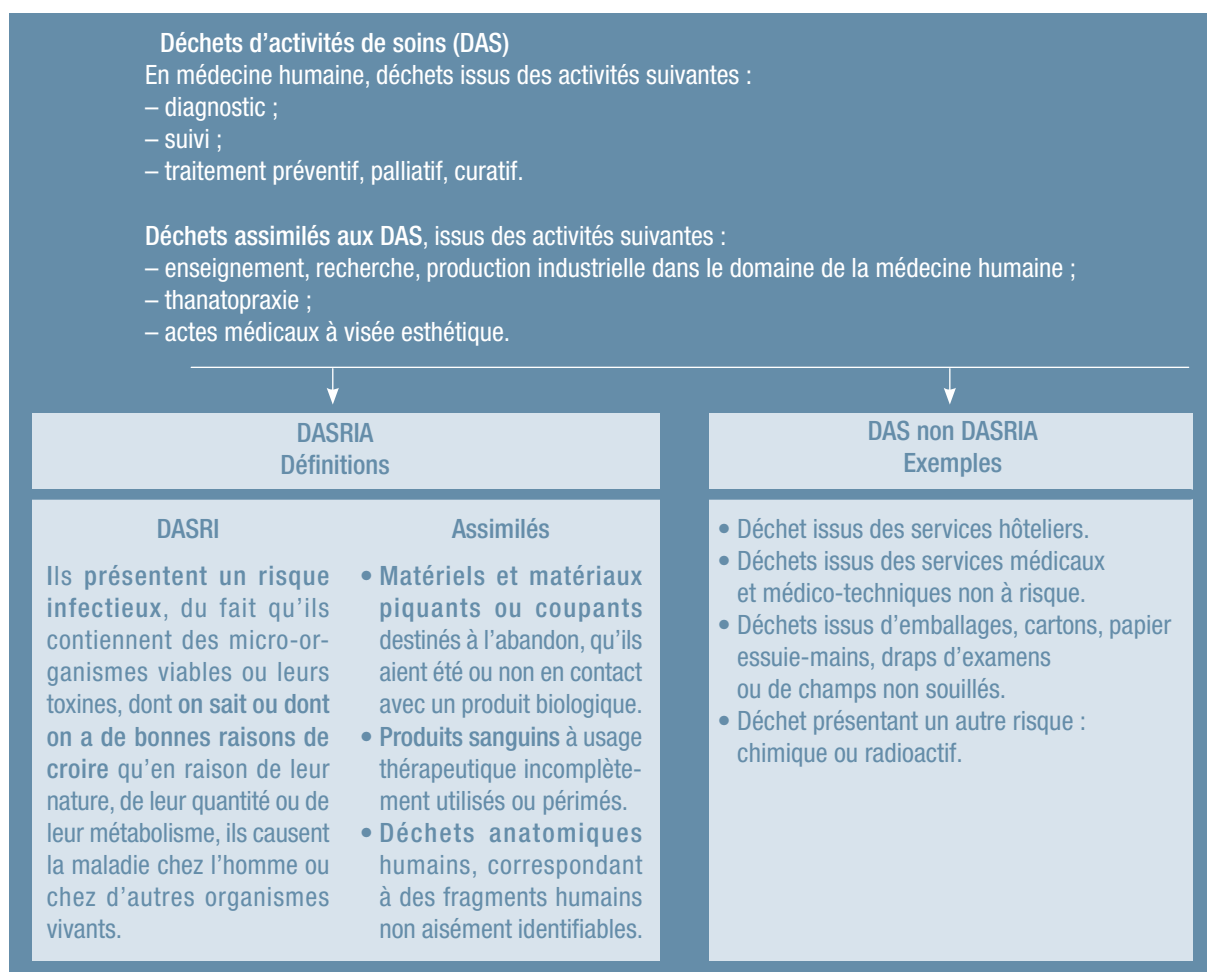 Déchets d'activités de soins (DAS)
En médecine humaine, déchets issus des activités suivantes :
– diagnostic ;
– suivi ;
– traitement préventif, palliatif, curatif.
Déchets assimilés aux DAS, issus des activités suivantes :
– enseignement, recherche, production industrielle dans le domaine de la médecine humaine ;
– thanatopraxie ;
– actes médicaux à visée esthétique.
DASRIA
Définitions
DASRI
Ils présentent un risque
infectieux, du fait qu'ils
contiennent des micro-or-
ganismes viables ou leurs
toxines, dont on sait ou dont
on a de bonnes raisons de
croire qu'en raison de leur
nature, de leur quantité ou de
leur métabolisme, ils causent
la maladie chez l'homme ou
chez d'autres organismes
vivants.
Assimilés
• Matériels et matériaux
piquants ou coupants
destinés à l'abandon, qu'ils
aient été ou non en contact
avec un produit biologique.
• Produits sanguins à usage
thérapeutique incomplète-
ment utilisés ou périmés.
• Déchets anatomiques
humains, correspondant
à des fragments humains
non aisément identifiables.
DAS non DASRIA
Exemples
• Déchet issus des services hôteliers.
• Déchets issus des services médicaux
et médico-techniques non à risque.
• Déchets issus d'emballages, cartons, papier
essuie-mains, draps d'examens
ou de champs non souillés.
• Déchet présentant un autre risque :
chimique ou radioactif.